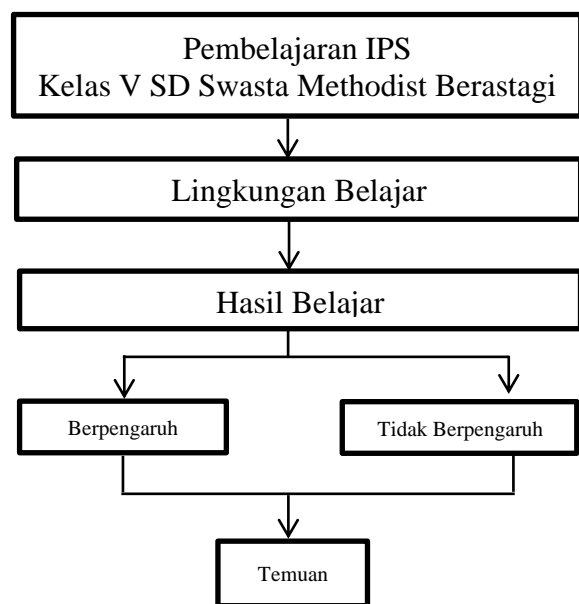 Pembelajaran IPS
Kelas V SD Swasta Methodist Berastagi
Lingkungan Belajar
Hasil Belajar
Berpengaruh
Tidak Berpengaruh
Temuan